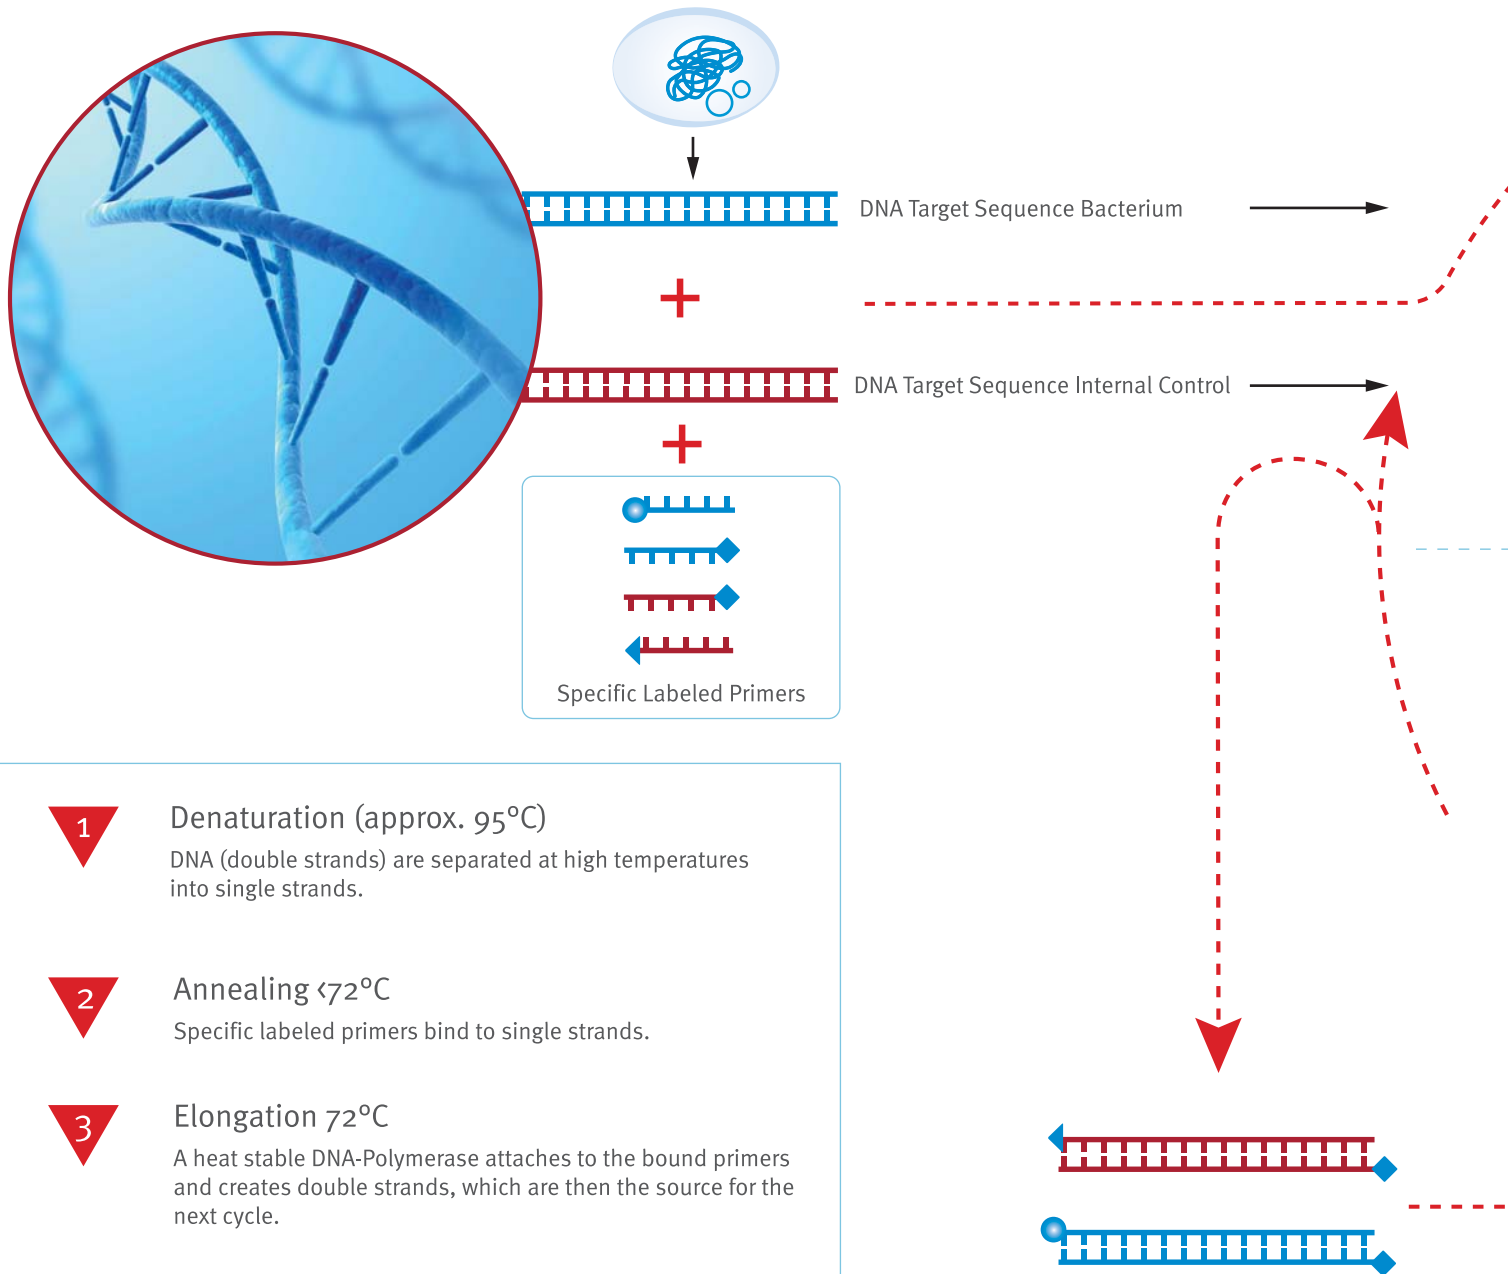 DNA Target Sequence Bacterium
DNA Target Sequence Internal Control
Specific Labeled Primers
1
Denaturation (approx. 95°C)
DNA (double strands) are separated at high temperatures
into single strands.
2
Annealing <72°C
Specific labeled primers bind to single strands.
3
Elongation 72°C
A heat stable DNA-Polymerase attaches to the bound primers
and creates double strands, which are then the source for the
next cycle.